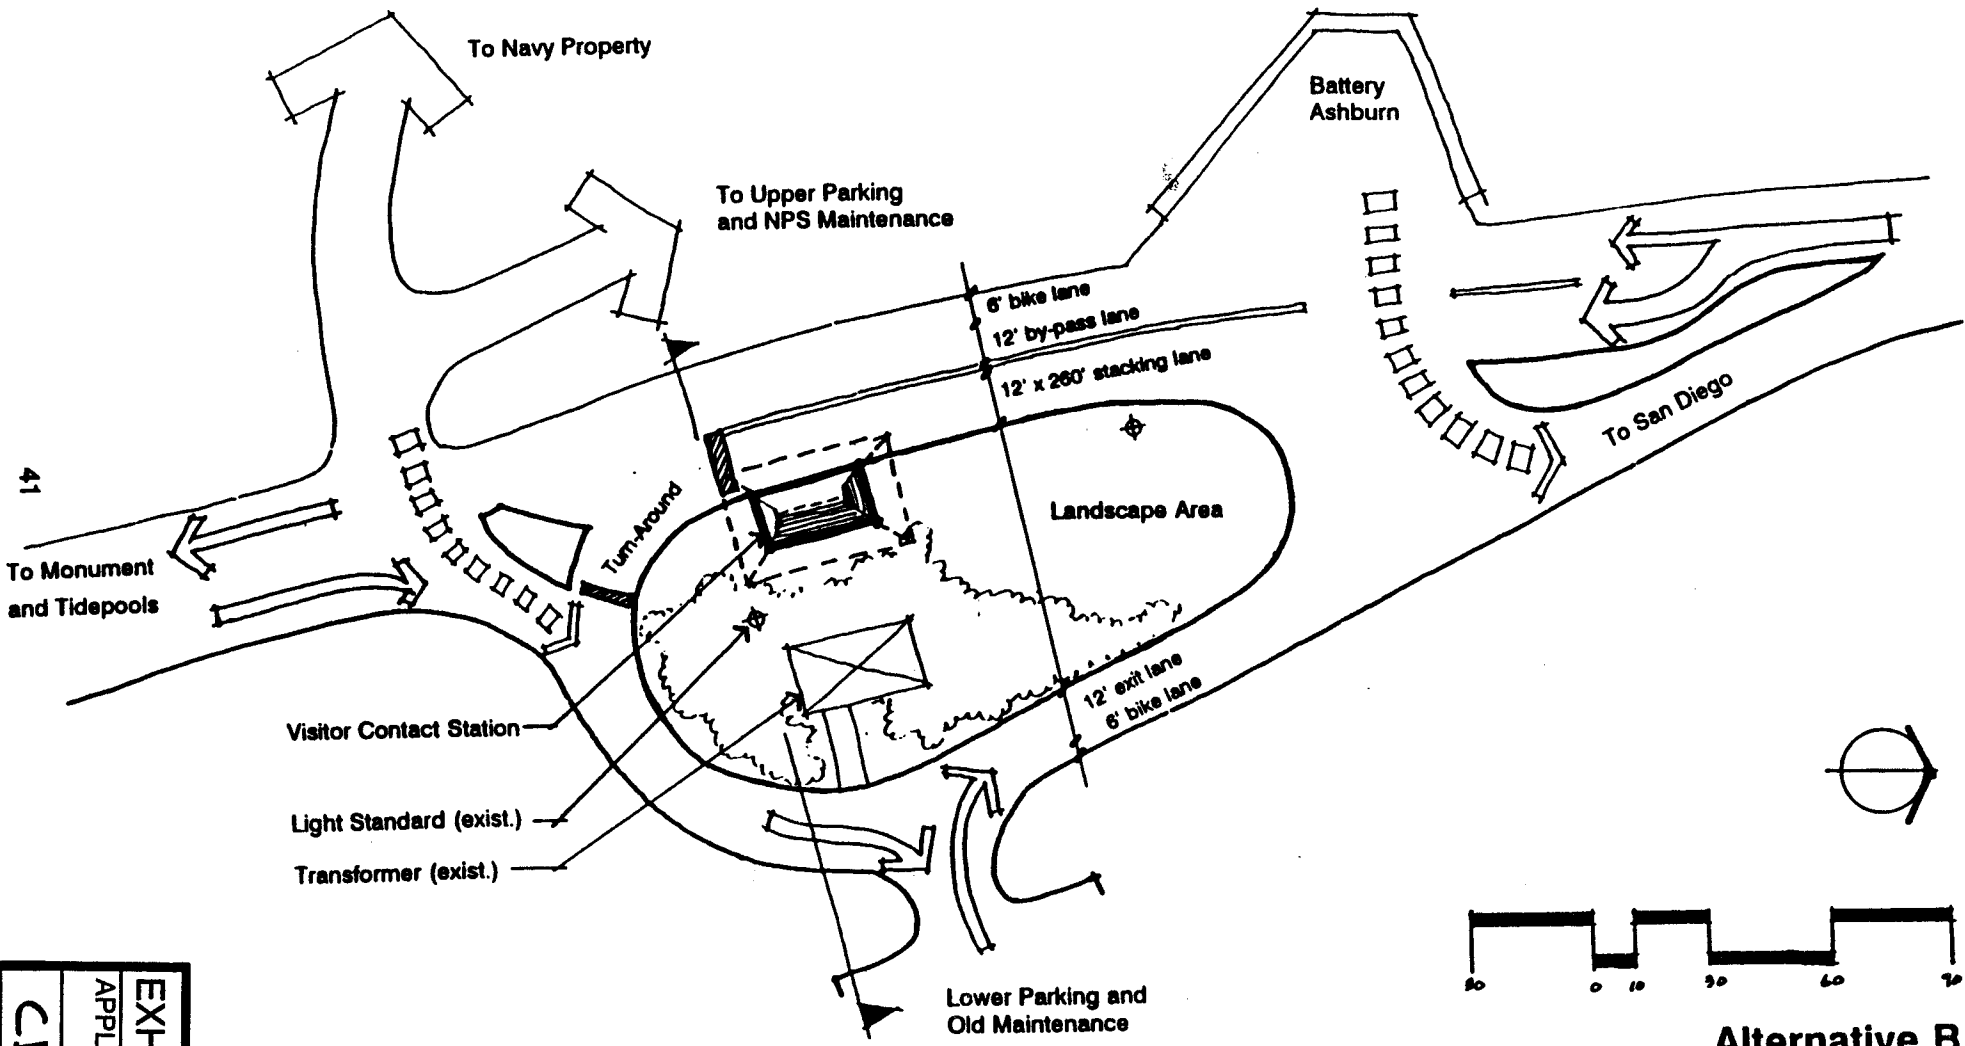 To Navy Property
Battery
Ashburn
To Upper Parking
and NPS Maintenance
6' bike lane
12' by-pass lane
12' x 260' stacking lane
To San Diego
41
Turn-Around
Landscape Area
To Monument
and Tidepools
12' exit lane
6' bike lane
Visitor Contact Station
Light Standard (exist.)
Transformer (exist.)
Lower Parking and
Old Maintenance
30 0 10 30 60 90
Alternative B